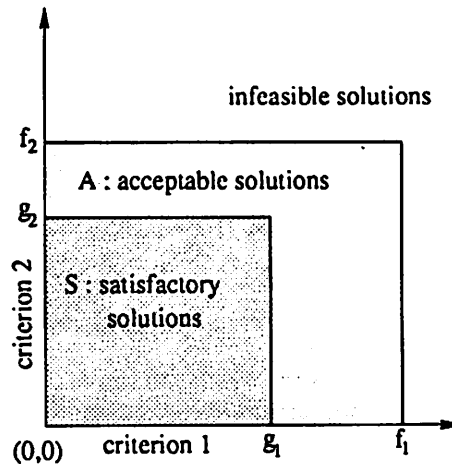 infeasible solutions
f₂
A : acceptable solutions
g₂
S : satisfactory
solutions
criterion 2
(0,0)
criterion 1
g₁
f₁